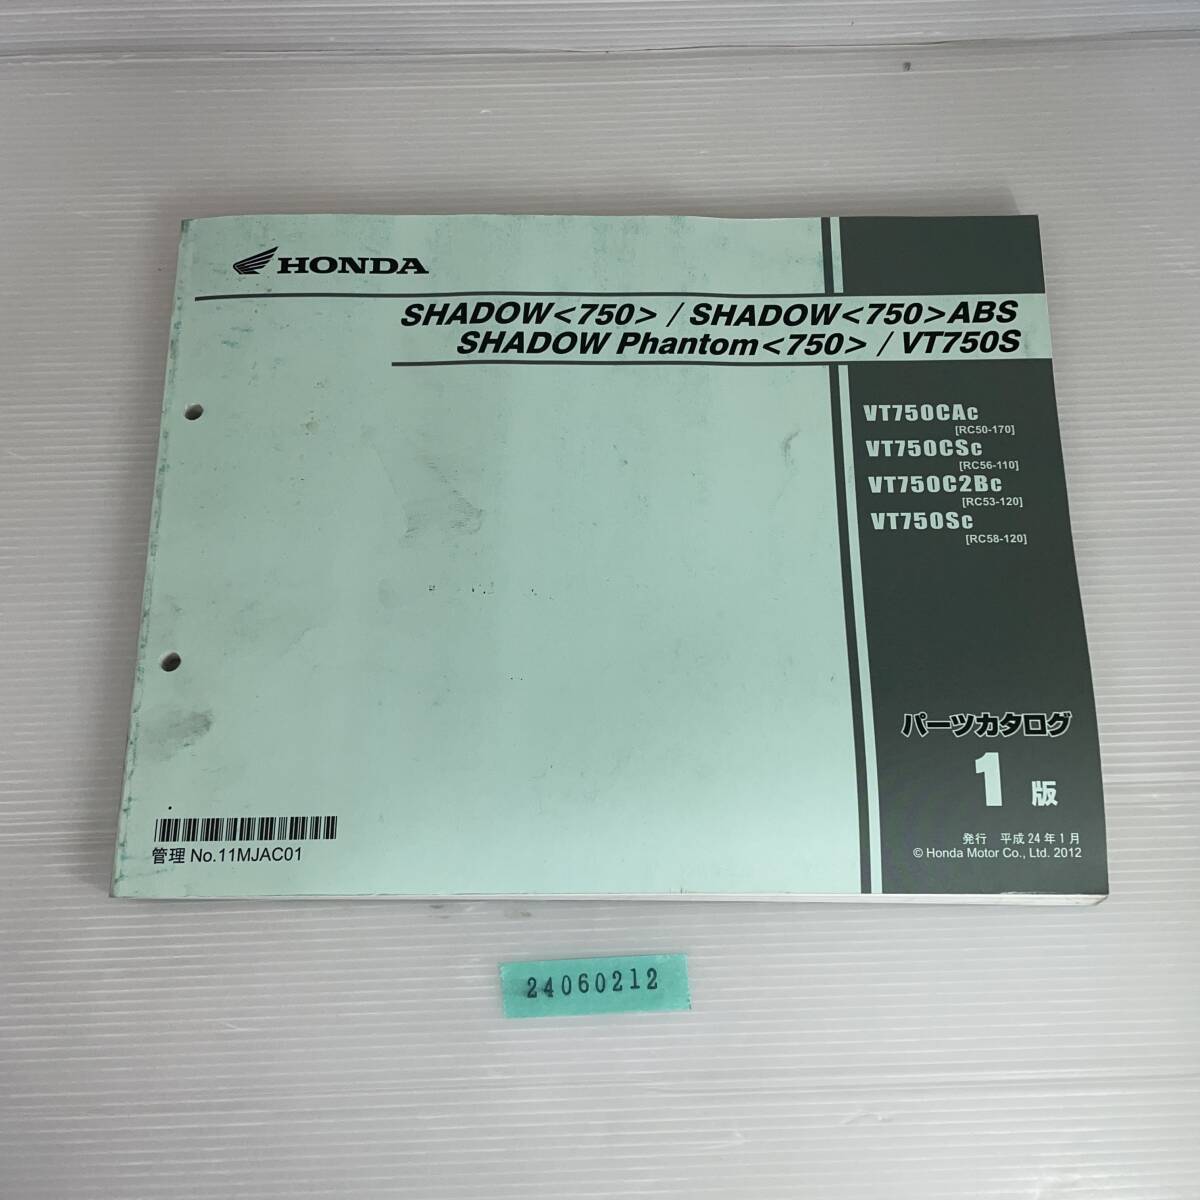 HONDA
SHADOW<750> / SHADOW<750>ABS
SHADOW Phantom<750> / VT750S
VT750CAC
[RC50-170]
VT750CSC
[RC56-110]
VT750C2BC
[RC53-120]
VT750SC
[RC58-120]
パーツカタログ
1 版
発行 平成24年1月
© Honda Motor Co., Ltd. 2012
管理 No.11MJAC01
24060212